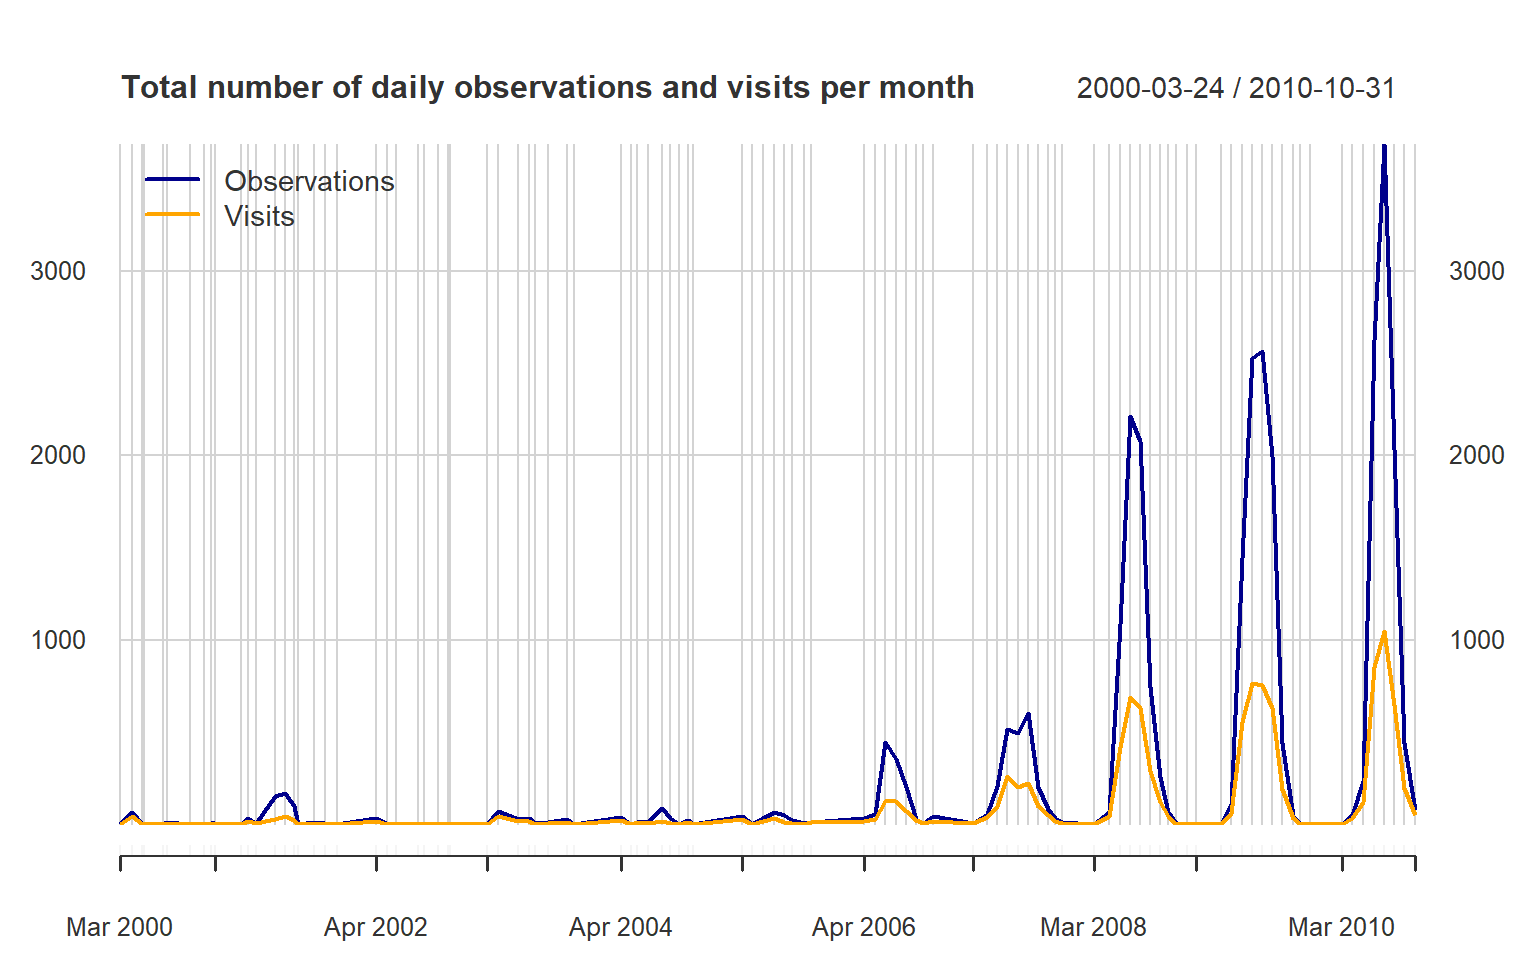 Total number of daily observations and visits per month 2000-03-24 / 2010-10-31
Observations
Visits
3000 3000
2000 2000
1000 1000
Mar 2000 Apr 2002 Apr 2004 Apr 2006 Mar 2008 Mar 2010